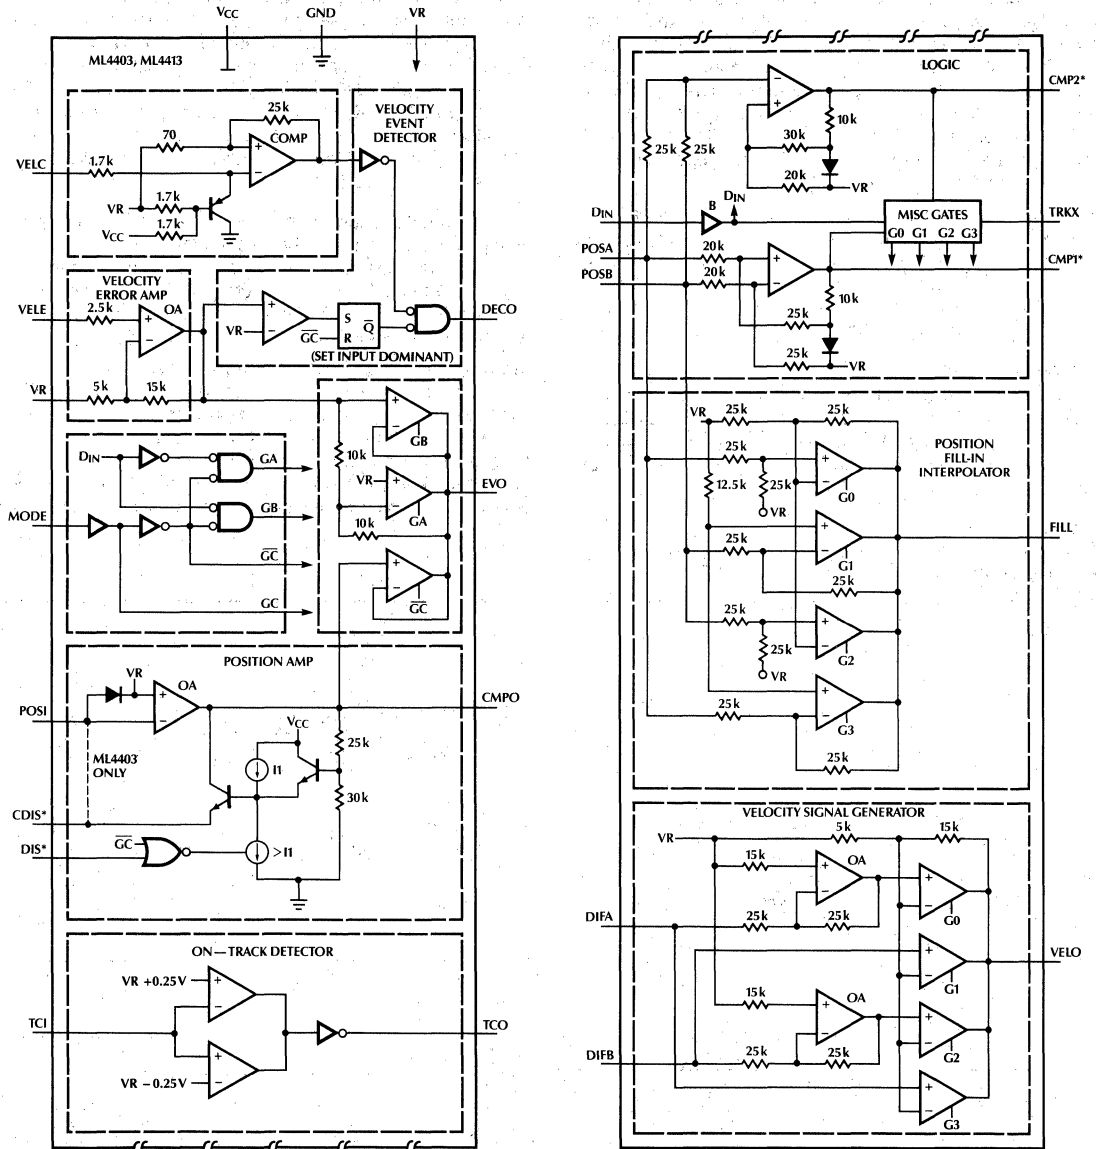 VCC GND VR
ML4403, ML4413
VELOCITY
EVENT
DETECTOR
25k
70
COMP
VELC
1.7k
VR
1.7k
VCC
1.7k
VELOCITY
ERROR AMP
VELE
2.5k
OA
VR
5k 15k
VR
GC
S
R
Q
(SET INPUT DOMINANT)
DECO
DIN
GA
GB
MODE
GC
GC
10k
VR
10k
GB
GA
GC
EVO
POSITION AMP
VR
OA
POSI
CMPO
ML4403
ONLY
VCC
I1
25k
30k
CDIS*
GC
DIS*
>I1
ON—TRACK DETECTOR
VR +0.25V
TCI
TCO
VR −0.25V
LOGIC
CMP2*
10k
30k
25k 25k
20k
VR
DIN
B
DIN
MISC GATES
G0 G1 G2 G3
TRKX
POSA
20k
POSB
20k
CMP1*
10k
25k
25k
VR
VR
25k 25k
POSITION
FILL-IN
INTERPOLATOR
25k
12.5k
25k
VR
G0
25k
G1
FILL
25k
25k
25k
VR
G2
25k
G3
25k
VELOCITY SIGNAL GENERATOR
VR
5k 15k
15k
OA
G0
DIFA
25k 25k
G1
VELO
15k
OA
G2
DIFB
25k 25k
G3